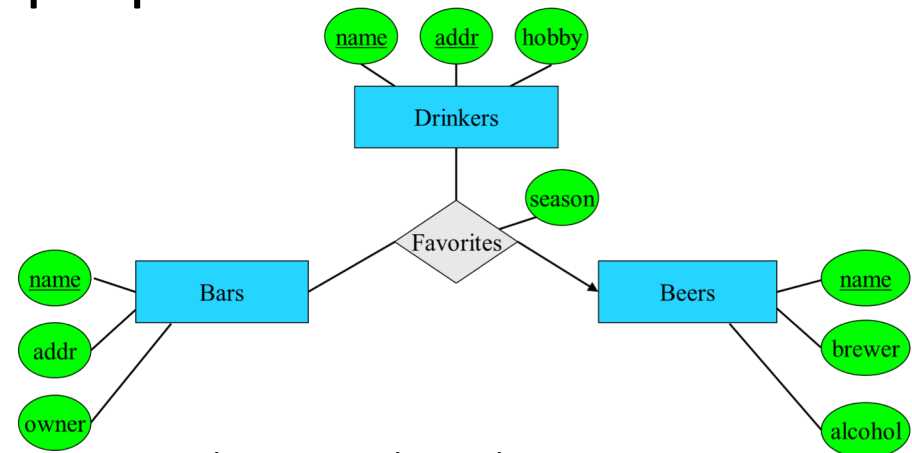 name
addr
hobby
Drinkers
season
Favorites
name
Bars
Beers
name
addr
brewer
owner
alcohol